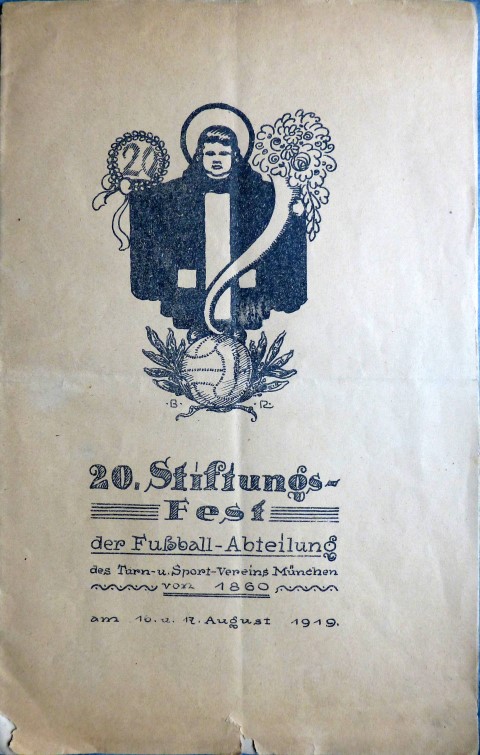 20
·B· ·R·
20. Stiftungs-
Fest
der Fußball-Abteilung
des Turn- u. Sport-Vereins München
von 1860
am 16. u. 17. August 1919.